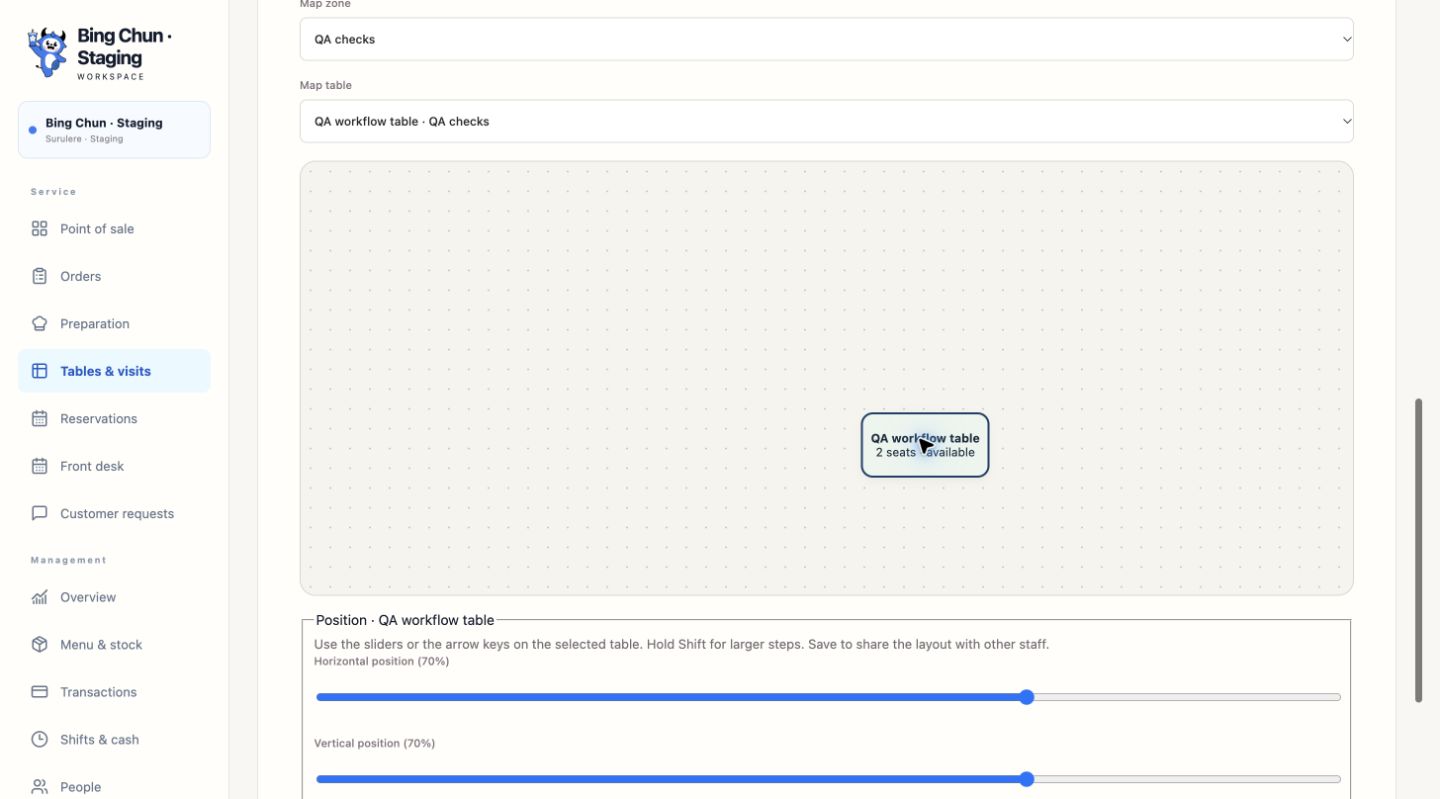 Bing Chun ·
Staging
WORKSPACE
Bing Chun · Staging
Surulere · Staging
Service
Point of sale
Orders
Preparation
Tables & visits
Reservations
Front desk
Customer requests
Management
Overview
Menu & stock
Transactions
Shifts & cash
People
Map zone
QA checks
Map table
QA workflow table · QA checks
QA workflow table
2 seats · available
Position · QA workflow table
Use the sliders or the arrow keys on the selected table. Hold Shift for larger steps. Save to share the layout with other staff.
Horizontal position (70%)
Vertical position (70%)